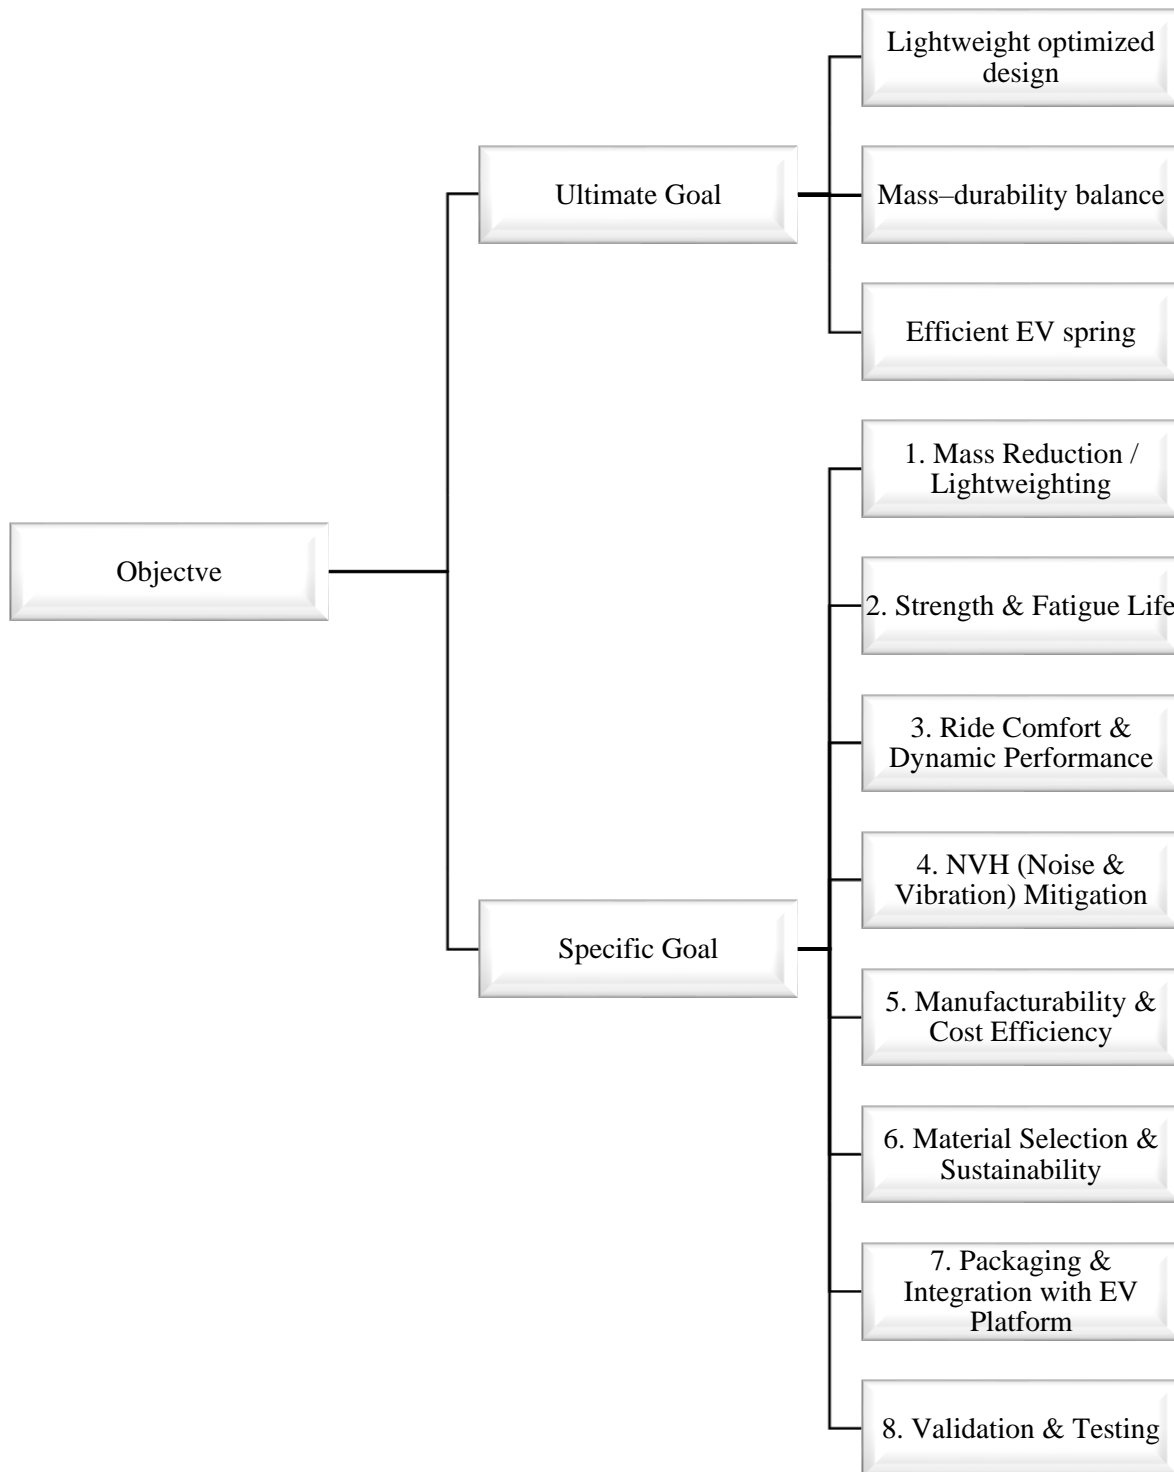 Objectve
Ultimate Goal
Lightweight optimized
design
Mass–durability balance
Efficient EV spring
Specific Goal
1. Mass Reduction /
Lightweighting
2. Strength & Fatigue Life
3. Ride Comfort &
Dynamic Performance
4. NVH (Noise &
Vibration) Mitigation
5. Manufacturability &
Cost Efficiency
6. Material Selection &
Sustainability
7. Packaging &
Integration with EV
Platform
8. Validation & Testing